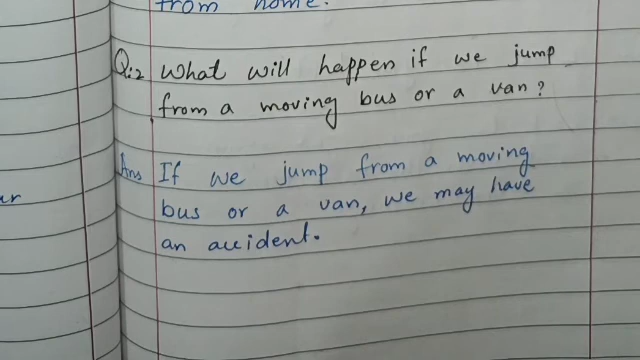 from home.
Q:2 What will happen if we jump
from a moving bus or a van?
Ans If we jump from a moving
bus or a van, we may have
an accident.